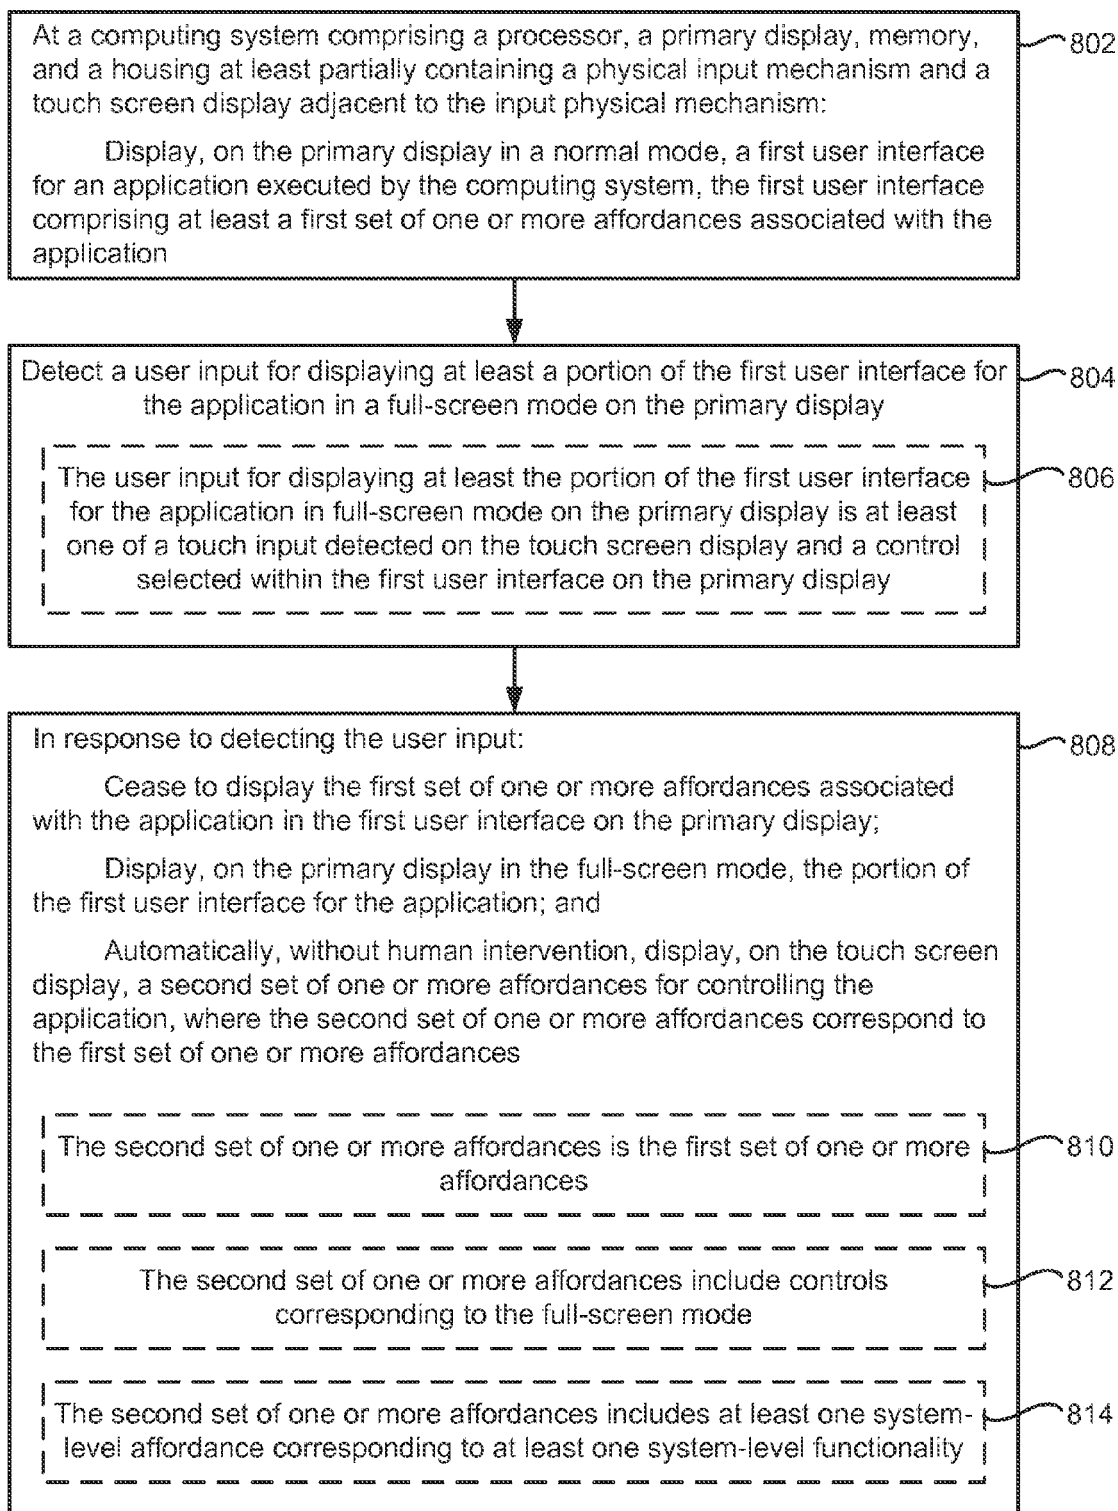 At a computing system comprising a processor, a primary display, memory,
and a housing at least partially containing a physical input mechanism and a
touch screen display adjacent to the input physical mechanism:
Display, on the primary display in a normal mode, a first user interface
for an application executed by the computing system, the first user interface
comprising at least a first set of one or more affordances associated with the
application
802
Detect a user input for displaying at least a portion of the first user interface for
the application in a full-screen mode on the primary display
804
The user input for displaying at least the portion of the first user interface
for the application in full-screen mode on the primary display is at least
one of a touch input detected on the touch screen display and a control
selected within the first user interface on the primary display
806
In response to detecting the user input:
808
Cease to display the first set of one or more affordances associated
with the application in the first user interface on the primary display;
Display, on the primary display in the full-screen mode, the portion of
the first user interface for the application; and
Automatically, without human intervention, display, on the touch screen
display, a second set of one or more affordances for controlling the
application, where the second set of one or more affordances correspond to
the first set of one or more affordances
The second set of one or more affordances is the first set of one or more
affordances
810
The second set of one or more affordances include controls
corresponding to the full-screen mode
812
The second set of one or more affordances includes at least one system-
level affordance corresponding to at least one system-level functionality
814